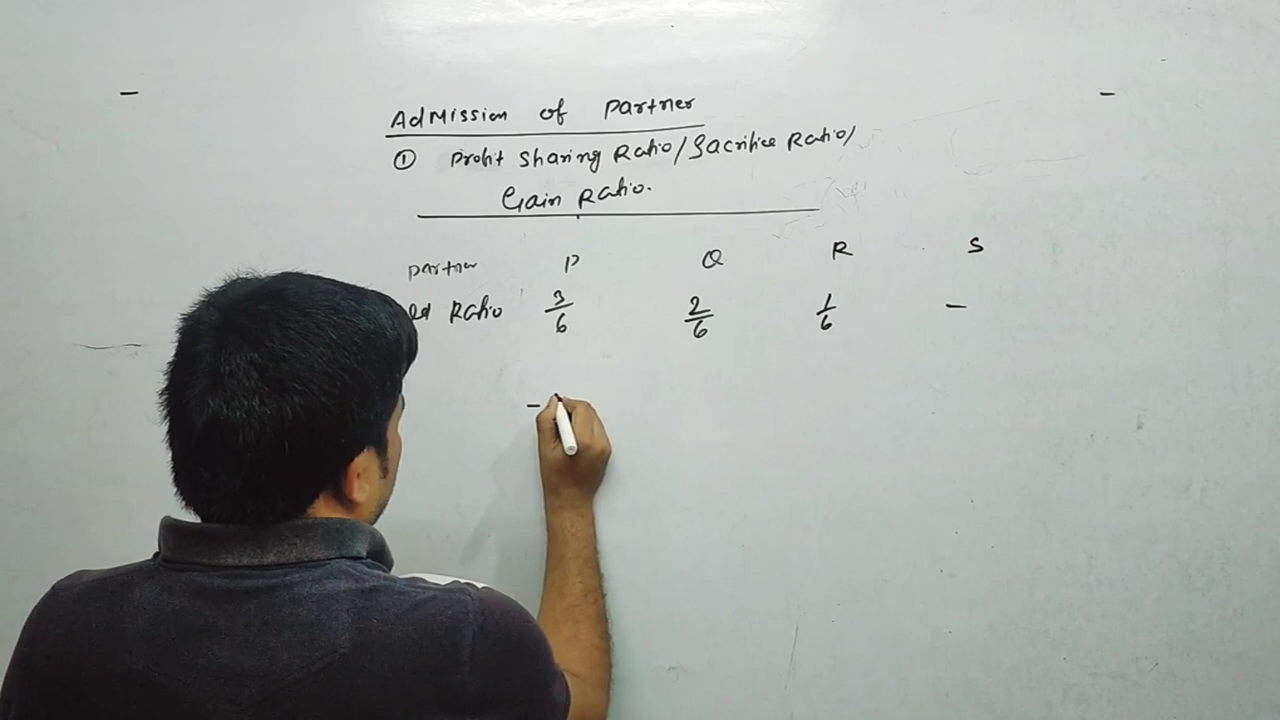 Admission of Partner
① Profit Sharing Ratio/Sacrifice Ratio/
Gain Ratio.
Partner P Q R S
Ratio 3/6 2/6 1/6 –
–